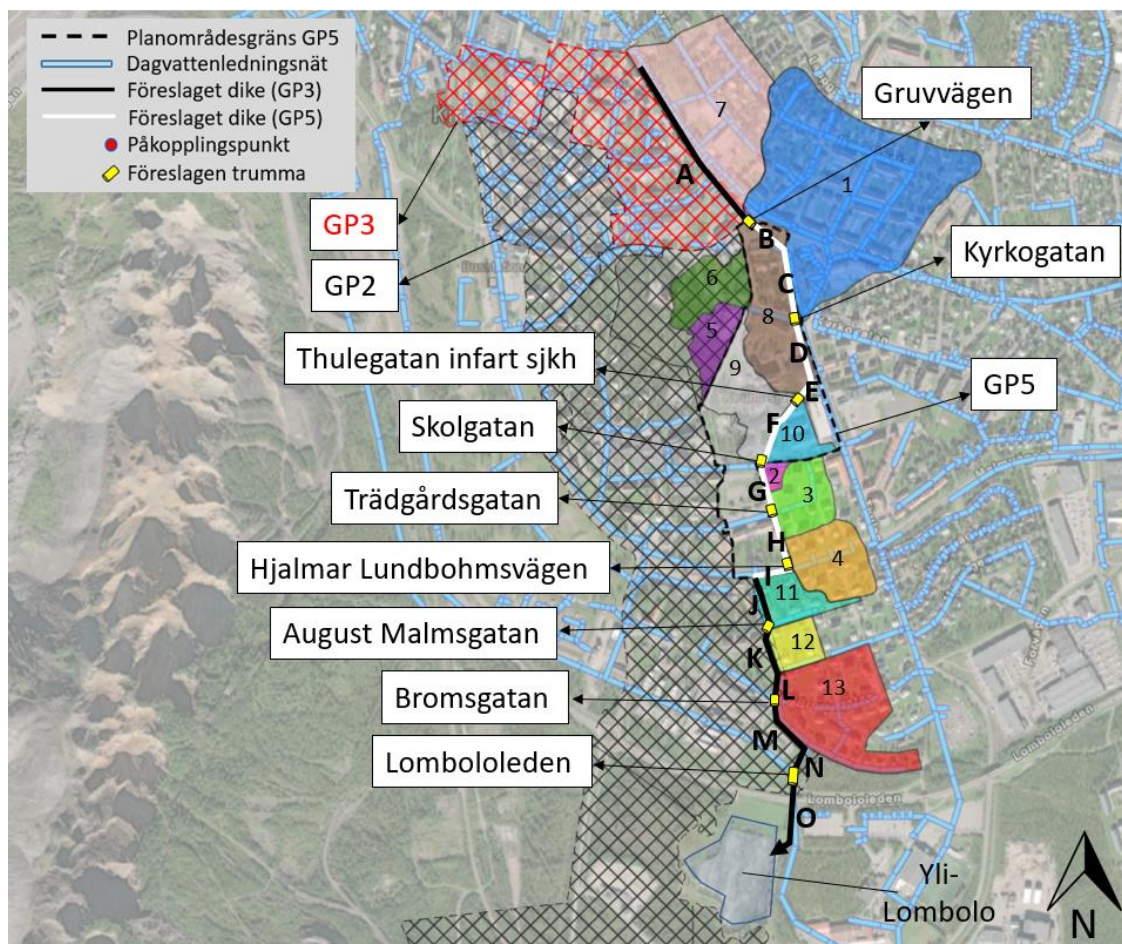 Planområdesgräns GP5
Dagvattenledningsnät
Föreslaget dike (GP3)
Föreslaget dike (GP5)
Påkopplingspunkt
Föreslagen trumma
GP3
GP2
Gruvvägen
Kyrkogatan
Thulegatan infart sjkh
GP5
Skolgatan
Trädgårdsgatan
Hjalmar Lundbohmsvägen
August Malmsgatan
Bromsgatan
Lombololeden
7
A
1
B
6
C
8
5
D
9
E
F
10
2
G
3
H
4
I
11
J
12
K
L
13
M
N
Lombololeden
Lombololeden
O
Yli-
Lombolo
N